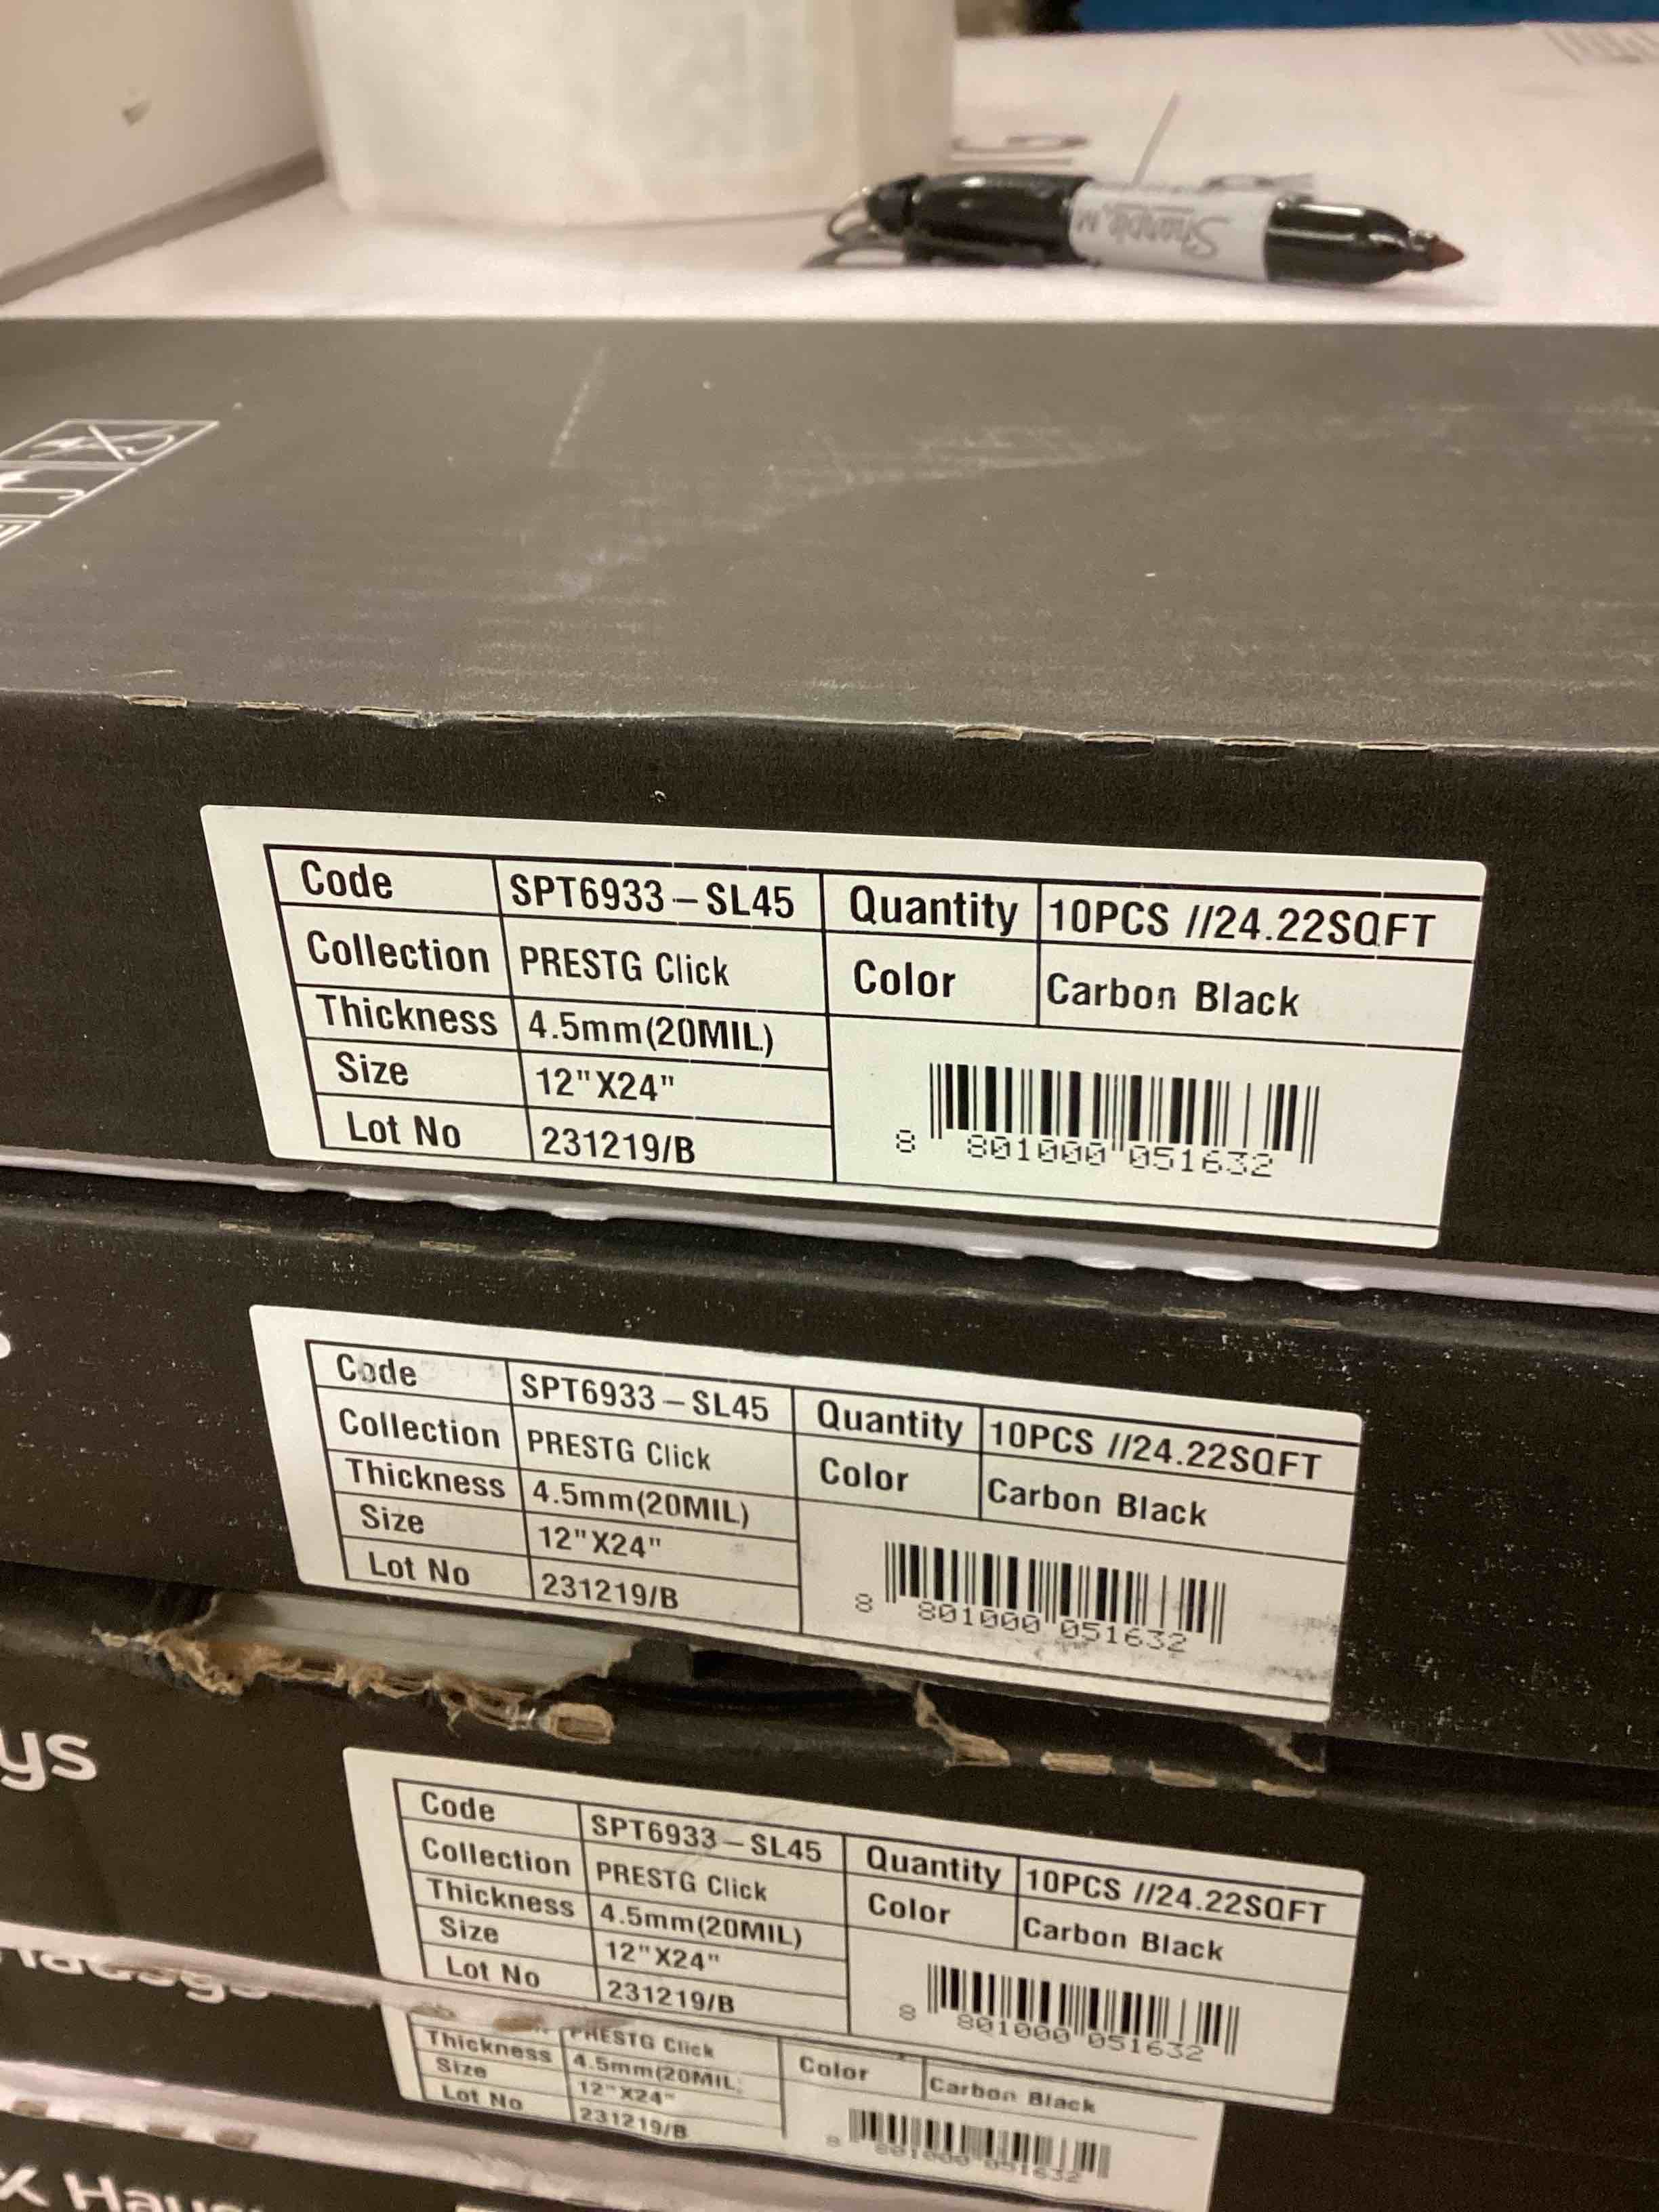 Sharpie
Code SPT6933-SL45 Quantity 10PCS //24.22SQFT
Collection PRESTG Click Color Carbon Black
Thickness 4.5mm(20MIL)
Size 12"X24"
Lot No 231219/B
8 801000 051632
Code SPT6933-SL45 Quantity 10PCS //24.22SQFT
Collection PRESTG Click Color Carbon Black
Thickness 4.5mm(20MIL)
Size 12"X24"
Lot No 231219/B
8 801000 051632
ys
Code SPT6933-SL45 Quantity 10PCS //24.22SQFT
Collection PRESTG Click Color Carbon Black
Thickness 4.5mm(20MIL)
Size 12"X24"
Lot No 231219/B
8 801000 051632
PRESTG Click Color Carbon Black
Thickness 4.5mm(20MIL)
Size 12"X24"
Lot No 231219/B
8 801000 051632
X Haus